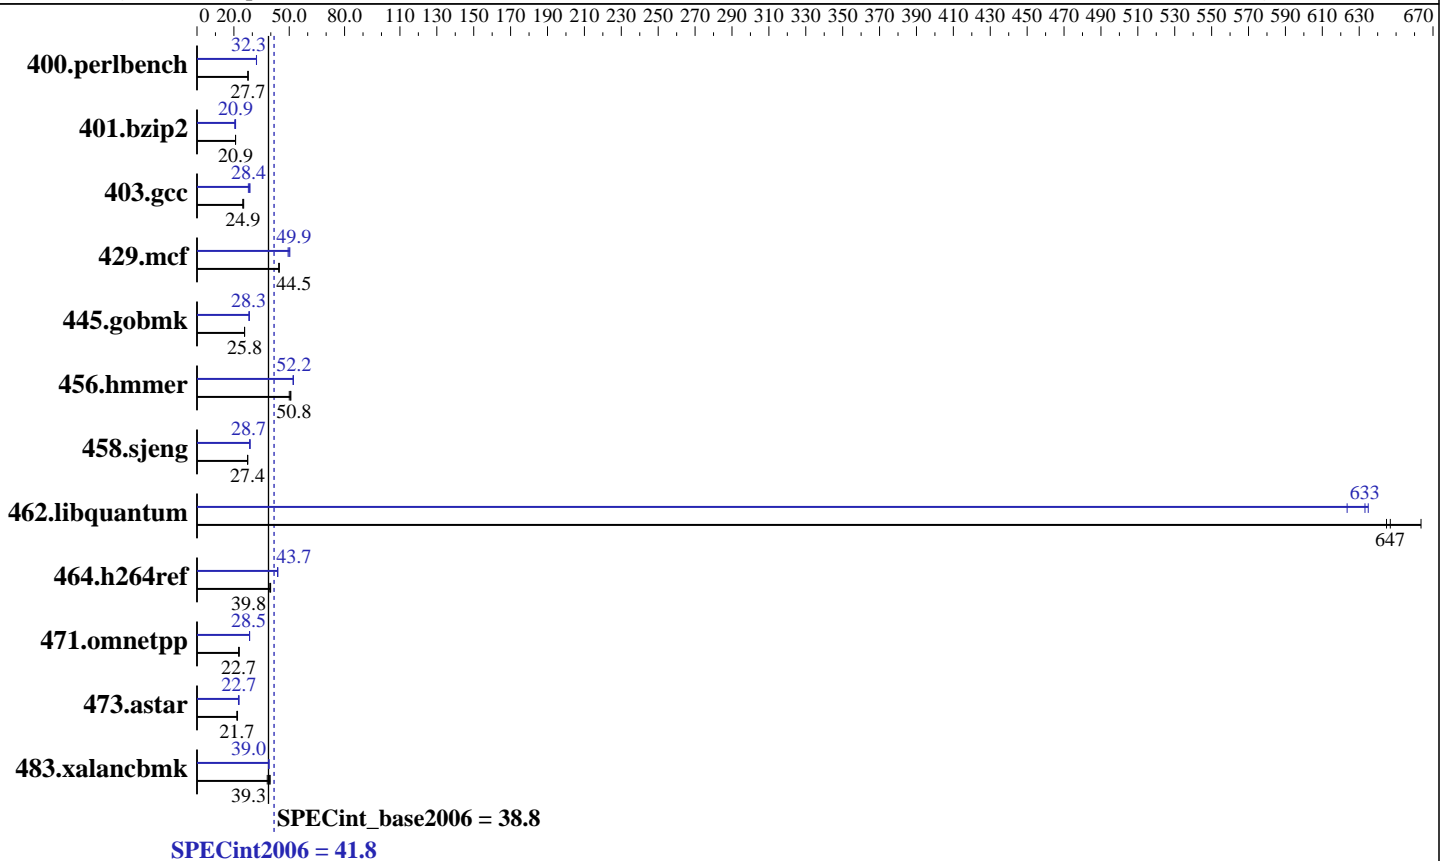 0 20.0 50.0 80.0 110 130 150 170 190 210 230 250 270 290 310 330 350 370 390 410 430 450 470 490 510 530 550 570 590 610 630 670
32.3
400.perlbench
27.7
20.9
401.bzip2
20.9
28.4
403.gcc
24.9
49.9
429.mcf
44.5
28.3
445.gobmk
25.8
52.2
456.hmmer
50.8
28.7
458.sjeng
27.4
633
462.libquantum
647
43.7
464.h264ref
39.8
28.5
471.omnetpp
22.7
22.7
473.astar
21.7
39.0
483.xalancbmk
39.3
SPECint_base2006 = 38.8
SPECint2006 = 41.8